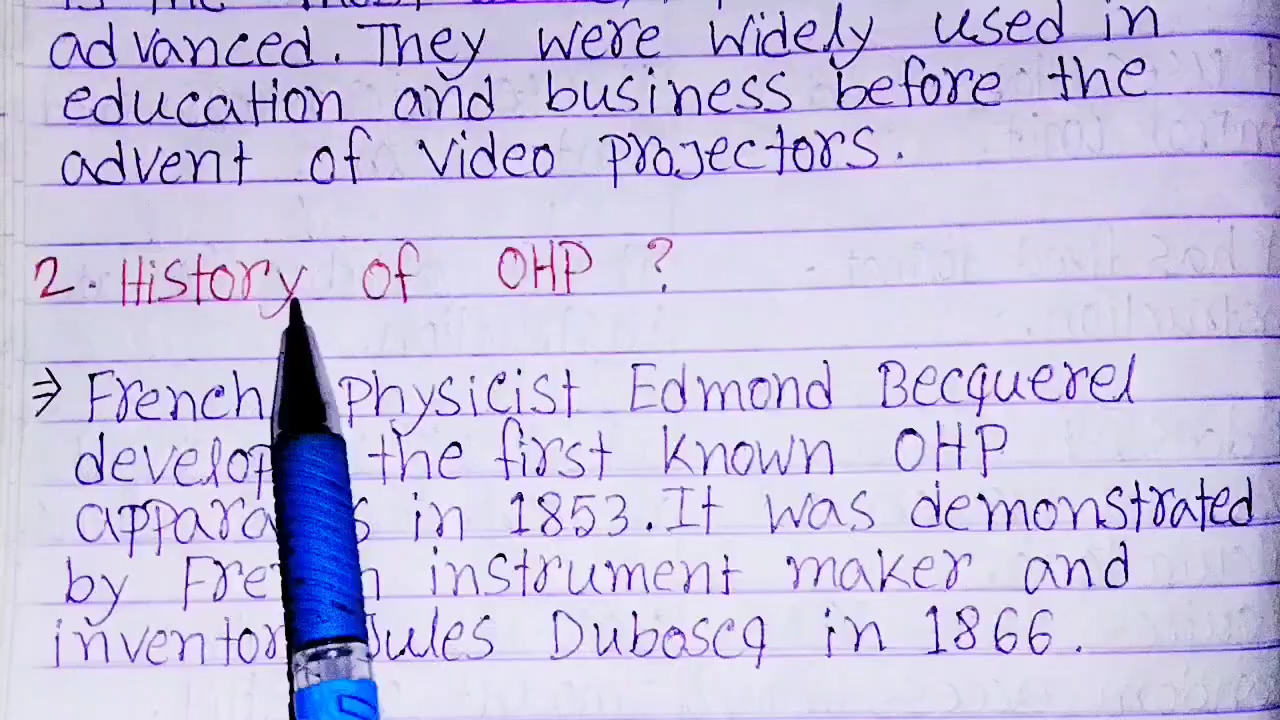 advanced. They were widely used in
education and business before the
advent of video projectors.
2. History of OHP ?
⇒ French physicist Edmond Becquerel
develop the first known OHP
in 1853. It was demonstrated
by instrument maker and
inventor Jules Duboscq in 1866.